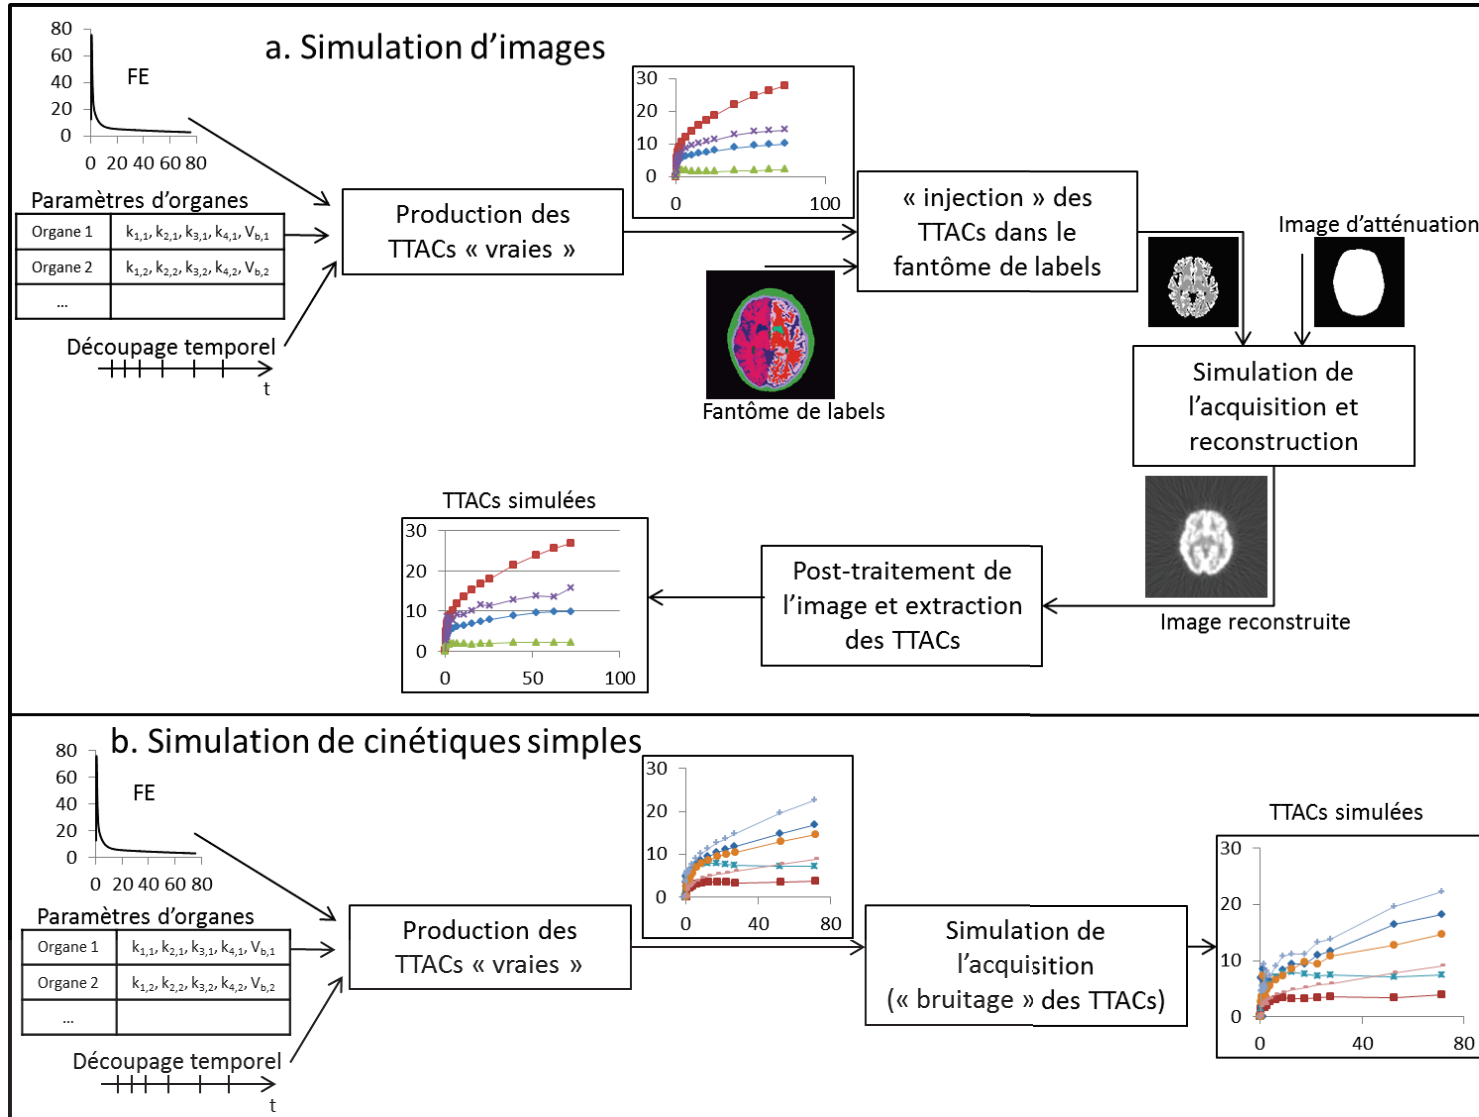 a. Simulation d'images
80
60
40
20
0
FE
0 20 40 60 80
Paramètres d'organes
Organe 1 k1,1, k2,1, k3,1, k4,1, Vb,1
Organe 2 k1,2, k2,2, k3,2, k4,2, Vb,2
...
Découpage temporel
t
Production des
TTACs « vraies »
30
20
10
0
0 100
« injection » des
TTACs dans le
fantôme de labels
Fantôme de labels
Image d'atténuation
Simulation de
l'acquisition et
reconstruction
Image reconstruite
Post-traitement de
l'image et extraction
des TTACs
TTACs simulées
30
20
10
0
0 50 100
b. Simulation de cinétiques simples
80
60
40
20
0
FE
0 20 40 60 80
Paramètres d'organes
Organe 1 k1,1, k2,1, k3,1, k4,1, Vb,1
Organe 2 k1,2, k2,2, k3,2, k4,2, Vb,2
...
Découpage temporel
t
Production des
TTACs « vraies »
30
20
10
0
0 40 80
Simulation de
l'acquisition
(« bruitage » des TTACs)
TTACs simulées
30
20
10
0
0 40 80